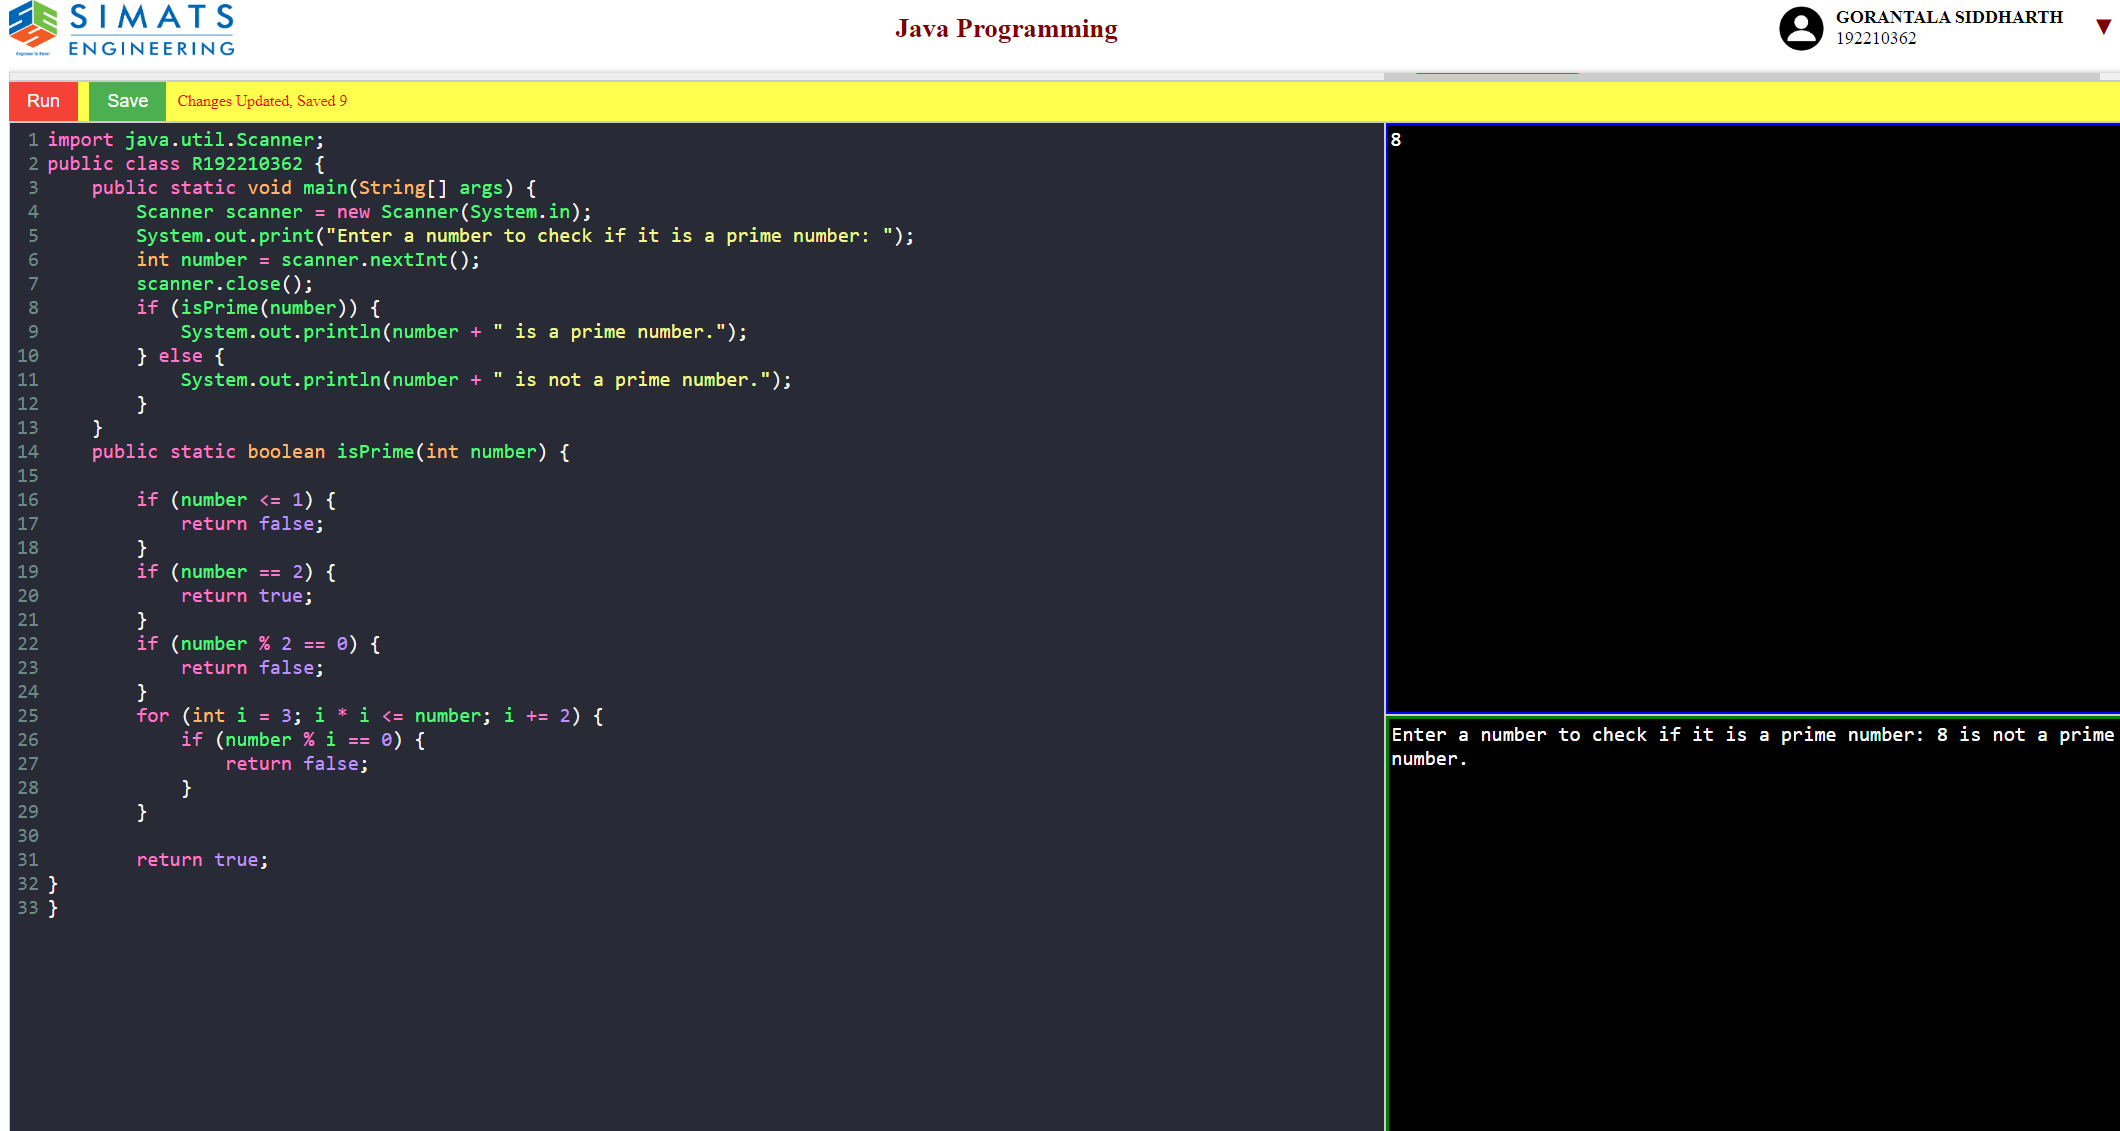 SIMATS
ENGINEERING
Engineer to Excel
Java Programming
GORANTALA SIDDHARTH
192210362
▼
Run
Save
Changes Updated, Saved 9
1 import java.util.Scanner;
2 public class R192210362 {
3     public static void main(String[] args) {
4         Scanner scanner = new Scanner(System.in);
5         System.out.print("Enter a number to check if it is a prime number: ");
6         int number = scanner.nextInt();
7         scanner.close();
8         if (isPrime(number)) {
9             System.out.println(number + " is a prime number.");
10         } else {
11             System.out.println(number + " is not a prime number.");
12         }
13     }
14     public static boolean isPrime(int number) {
15
16         if (number <= 1) {
17             return false;
18         }
19         if (number == 2) {
20             return true;
21         }
22         if (number % 2 == 0) {
23             return false;
24         }
25         for (int i = 3; i * i <= number; i += 2) {
26             if (number % i == 0) {
27                 return false;
28             }
29         }
30
31         return true;
32 }
33 }
8
Enter a number to check if it is a prime number: 8 is not a prime
number.